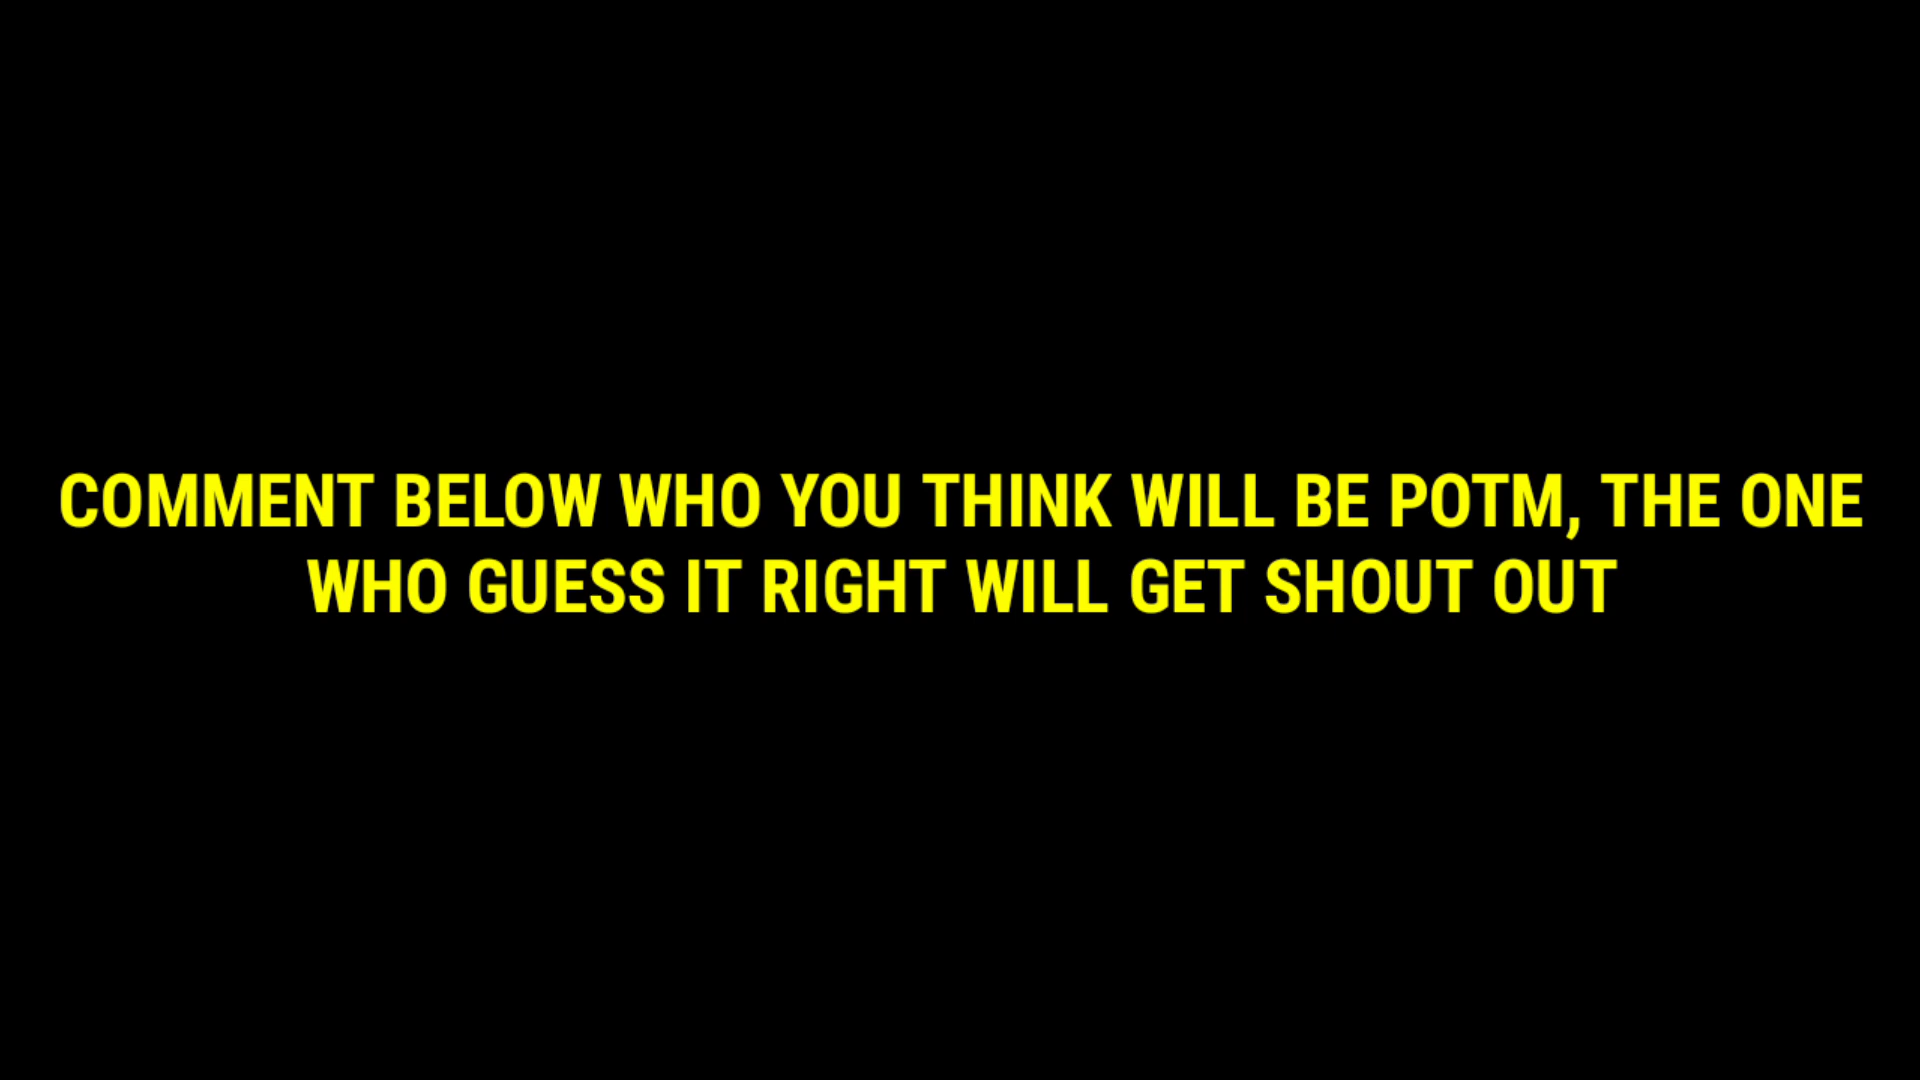 COMMENT BELOW WHO YOU THINK WILL BE POTM, THE ONE
WHO GUESS IT RIGHT WILL GET SHOUT OUT